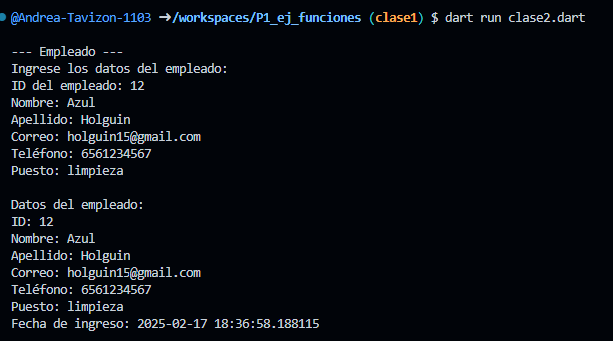 @Andrea-Tavizon-1103 ➜/workspaces/P1_ej_funciones (clase1) $ dart run clase2.dart
--- Empleado ---
Ingrese los datos del empleado:
ID del empleado: 12
Nombre: Azul
Apellido: Holguin
Correo: holguin15@gmail.com
Teléfono: 6561234567
Puesto: limpieza
Datos del empleado:
ID: 12
Nombre: Azul
Apellido: Holguin
Correo: holguin15@gmail.com
Teléfono: 6561234567
Puesto: limpieza
Fecha de ingreso: 2025-02-17 18:36:58.188115